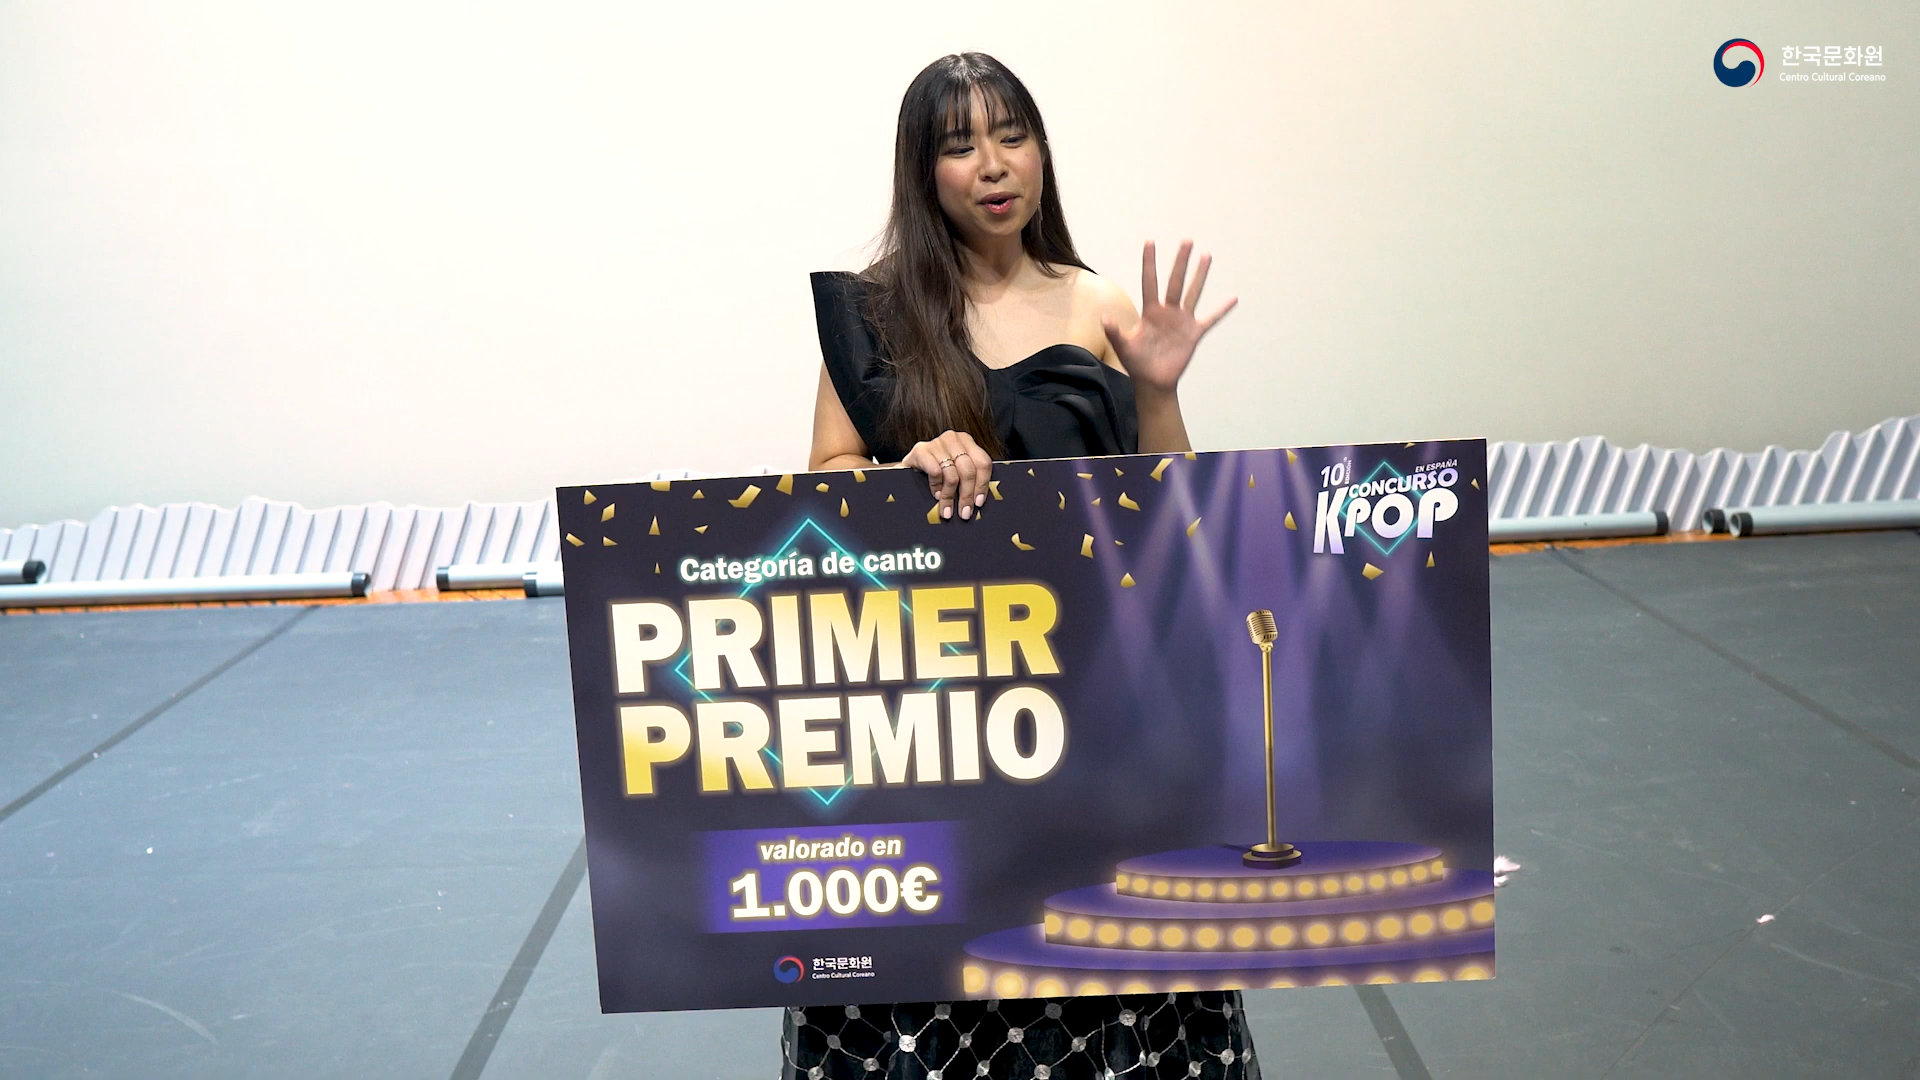 한국문화원
Centro Cultural Coreano
10
EN ESPAÑA
CONCURSO
KPOP
Categoría de canto
PRIMER
PREMIO
valorado en
1.000€
한국문화원
Centro Cultural Coreano